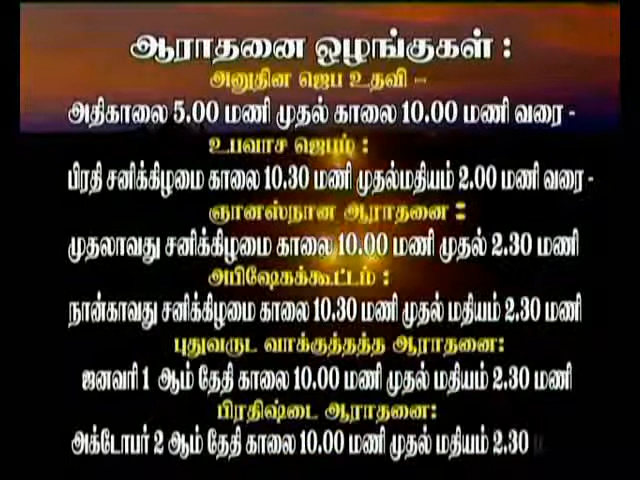 ஆராதனை ஒழங்குகள் :
அனுதின ஜெப உதவி -
அதிகாலை 5.00 மணி முதல் காலை 10.00 மணி வரை -
உபவாச ஜெபம் :
பிரதி சனிக்கிழமை காலை 10.30 மணி முதல்மதியம் 2.00 மணி வரை -
ஞானஸ்நான ஆராதனை :
முதலாவது சனிக்கிழமை காலை 10.00 மணி முதல் 2.30 மணி
அபிஷேகக்கூட்டம் :
நான்காவது சனிக்கிழமை காலை 10.30 மணி முதல் மதியம் 2.30 மணி
புதுவருட வாக்குத்தத்த ஆராதனை:
ஜனவரி 1 ஆம் தேதி காலை 10.00 மணி முதல் மதியம் 2.30 மணி
பிரதிஷ்டை ஆராதனை:
அக்டோபர் 2 ஆம் தேதி காலை 10.00 மணி முதல் மதியம் 2.30